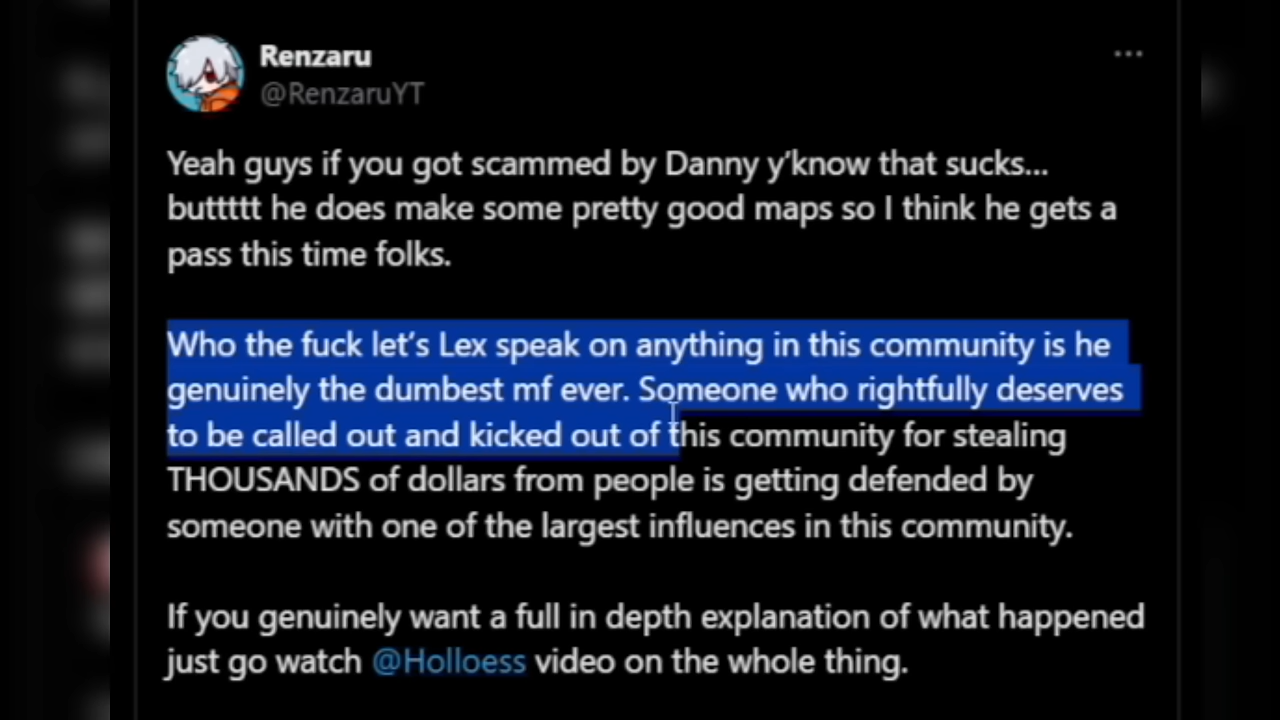 Renzaru
@RenzaruYT
Yeah guys if you got scammed by Danny y'know that sucks...
buttttt he does make some pretty good maps so I think he gets a
pass this time folks.
Who the fuck let's Lex speak on anything in this community is he
genuinely the dumbest mf ever. Someone who rightfully deserves
to be called out and kicked out of this community for stealing
THOUSANDS of dollars from people is getting defended by
someone with one of the largest influences in this community.
If you genuinely want a full in depth explanation of what happened
just go watch @Holloess video on the whole thing.